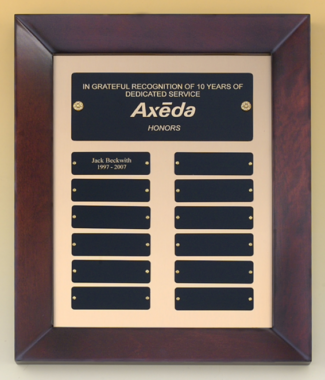 IN GRATEFUL RECOGNITION OF 10 YEARS OF
DEDICATED SERVICE
Axēda
HONORS
Jack Beckwith
1997 - 2007